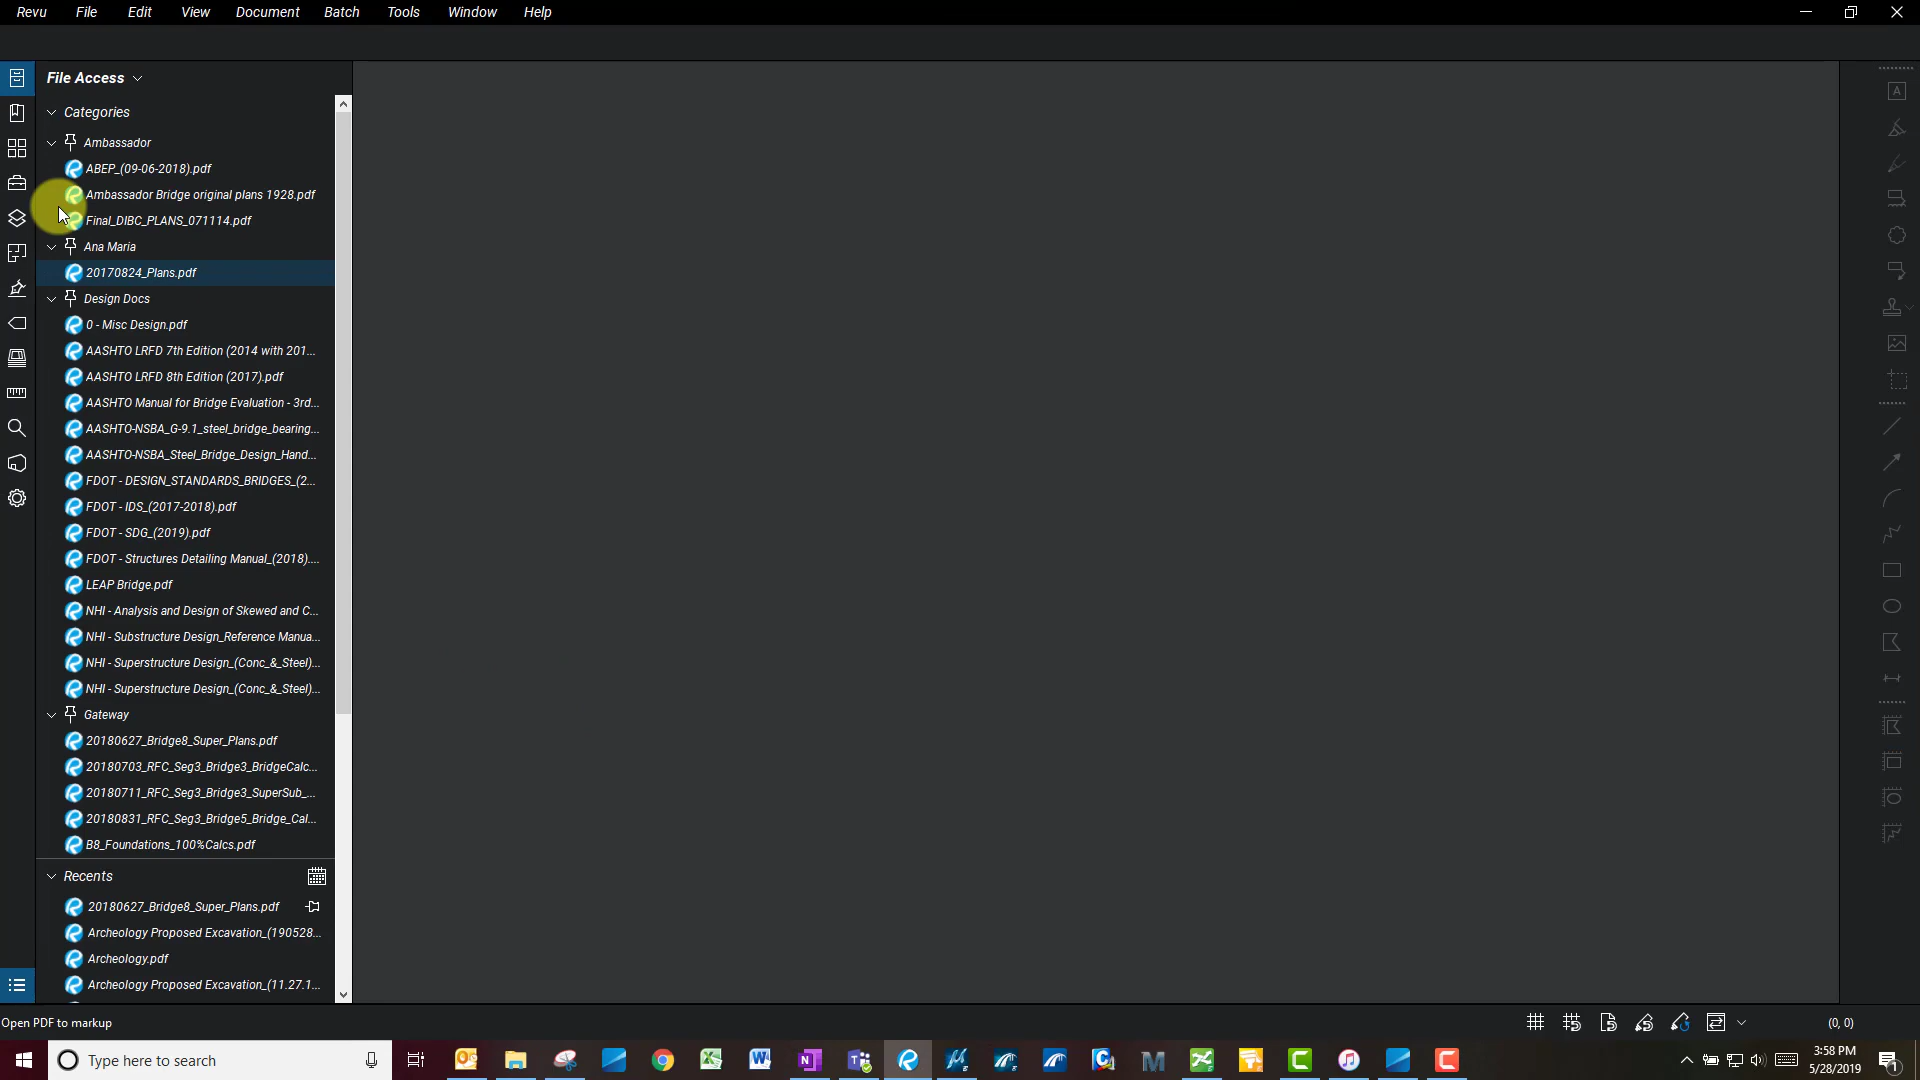 Revu File Edit View Document Batch Tools Window Help
File Access
Categories
Ambassador
ABEP_(09-06-2018).pdf
Ambassador Bridge original plans 1928.pdf
Final_DIBC_PLANS_071114.pdf
Ana Maria
20170824_Plans.pdf
Design Docs
0 - Misc Design.pdf
AASHTO LRFD 7th Edition (2014 with 201...
AASHTO LRFD 8th Edition (2017).pdf
AASHTO Manual for Bridge Evaluation - 3rd...
AASHTO-NSBA_G-9.1_steel_bridge_bearing...
AASHTO-NSBA_Steel_Bridge_Design_Hand...
FDOT - DESIGN_STANDARDS_BRIDGES_(2...
FDOT - IDS_(2017-2018).pdf
FDOT - SDG_(2019).pdf
FDOT - Structures Detailing Manual_(2018)....
LEAP Bridge.pdf
NHI - Analysis and Design of Skewed and C...
NHI - Substructure Design_Reference Manua...
NHI - Superstructure Design_(Conc_&_Steel)...
NHI - Superstructure Design_(Conc_&_Steel)...
Gateway
20180627_Bridge8_Super_Plans.pdf
20180703_RFC_Seg3_Bridge3_BridgeCalc...
20180711_RFC_Seg3_Bridge3_SuperSub_...
20180831_RFC_Seg3_Bridge5_Bridge_Cal...
B8_Foundations_100%Calcs.pdf
Recents
20180627_Bridge8_Super_Plans.pdf
Archeology Proposed Excavation_(190528...
Archeology.pdf
Archeology Proposed Excavation_(11.27.1...
Open PDF to markup
(0, 0)
Type here to search
3:58 PM
5/28/2019